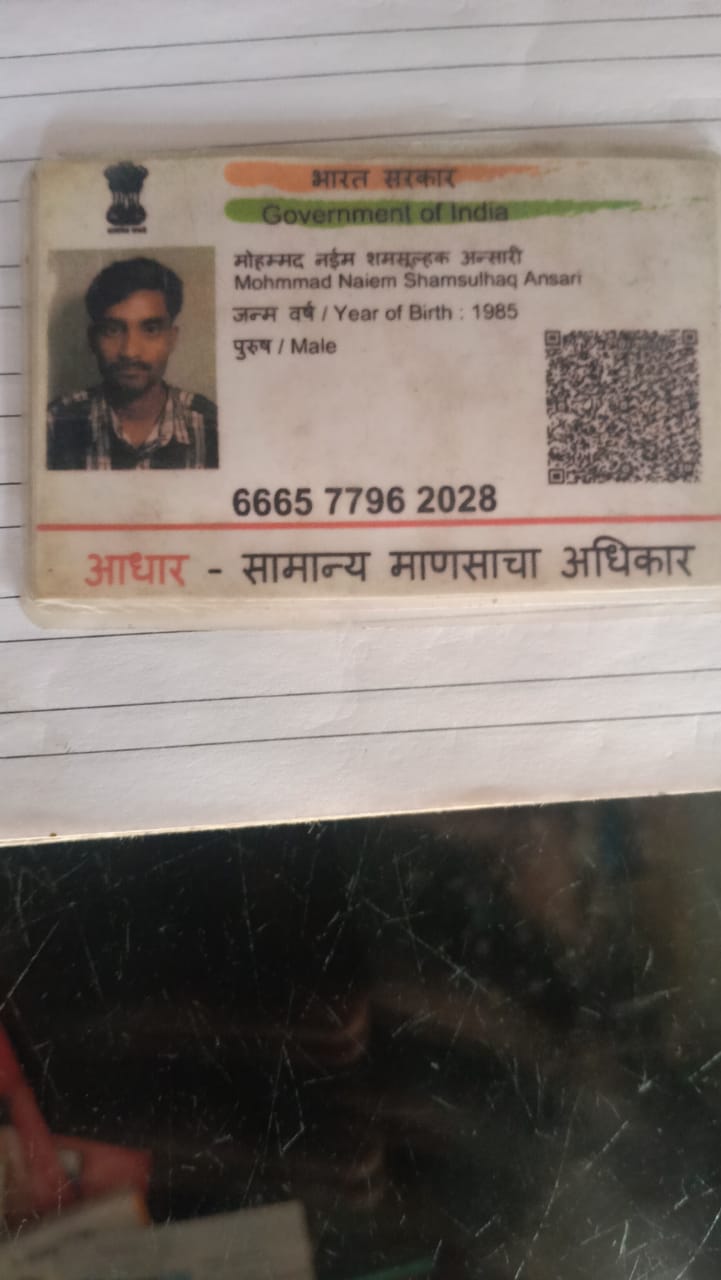 भारत सरकार
Government of India
मोहम्मद नईम शमसूल्हक अन्सारी
Mohmmad Naiem Shamsulhaq Ansari
जन्म वर्ष / Year of Birth : 1985
पुरुष / Male
6665 7796 2028
आधार - सामान्य माणसाचा अधिकार